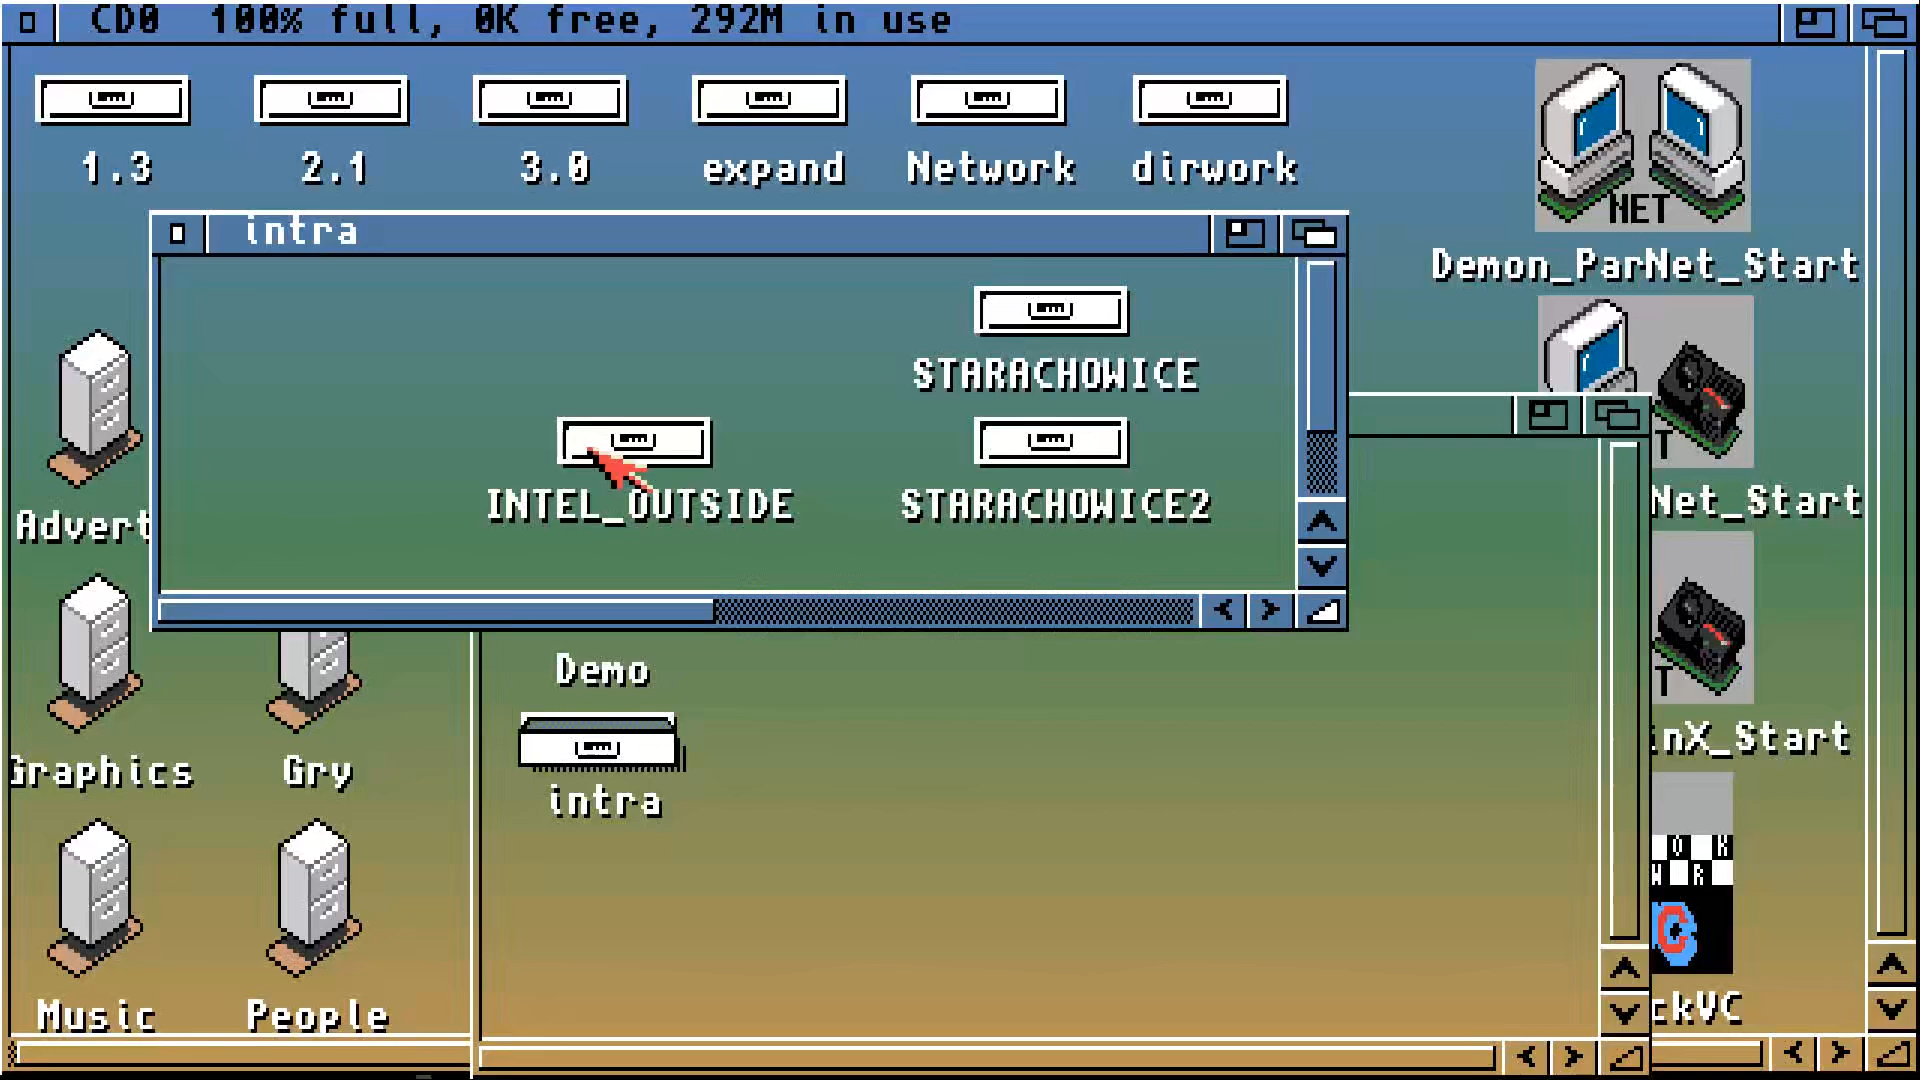 CD0 100% full, 0K free, 292M in use
1.3
2.1
3.0
expand
Network
dirwork
NET
Demon_ParNet_Start
intra
STARACHOWICE
INTEL_OUTSIDE
STARACHOWICE2
T
Net_Start
Advert
Demo
T
inX_Start
Graphics
Gry
intra
Music
People
ckVC